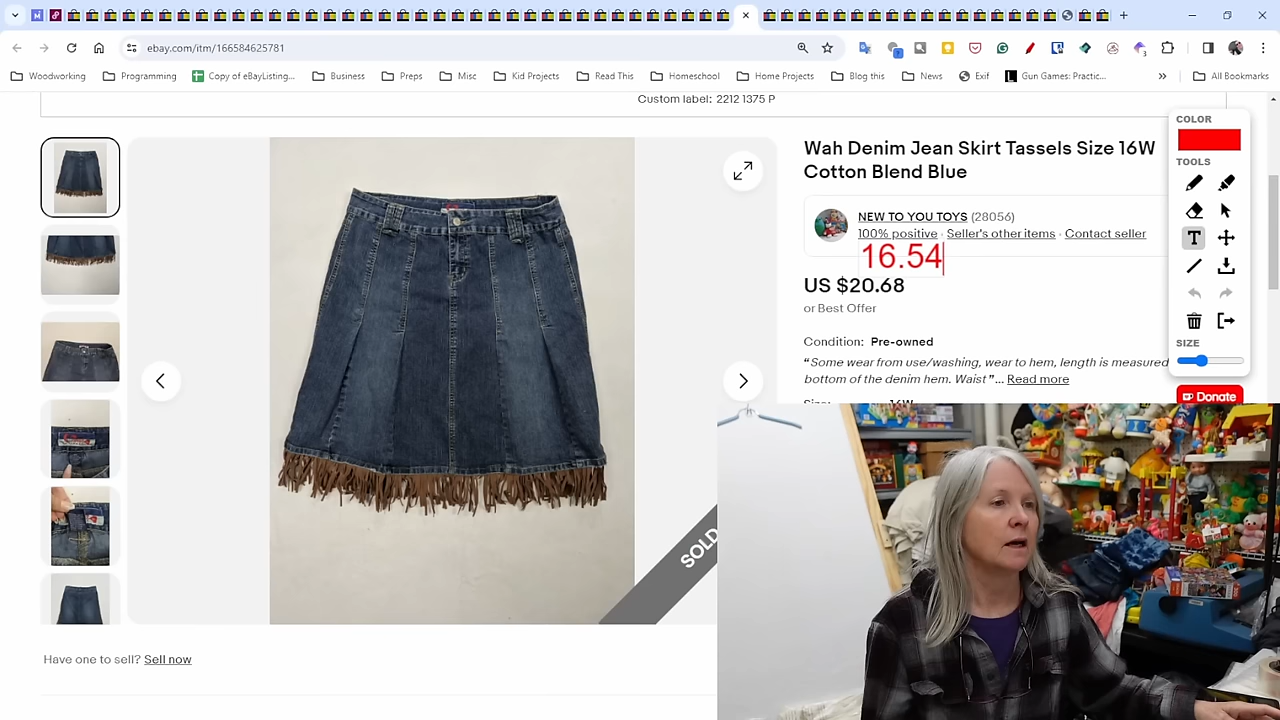 ebay.com/itm/166584625781
Woodworking
Programming
Copy of eBayListing...
Business
Preps
Misc
Kid Projects
Read This
Homeschool
Home Projects
Blog this
News
Exif
Gun Games: Practic...
All Bookmarks
Custom label: 2212 1375 P
Wah Denim Jean Skirt Tassels Size 16W
Cotton Blend Blue
NEW TO YOU TOYS (28056)
100% positive · Seller's other items · Contact seller
16.54
US $20.68
or Best Offer
Condition: Pre-owned
“Some wear from use/washing, wear to hem, length is measured
bottom of the denim hem. Waist”... Read more
SOLD
Have one to sell? Sell now
COLOR
TOOLS
T
SIZE
Donate